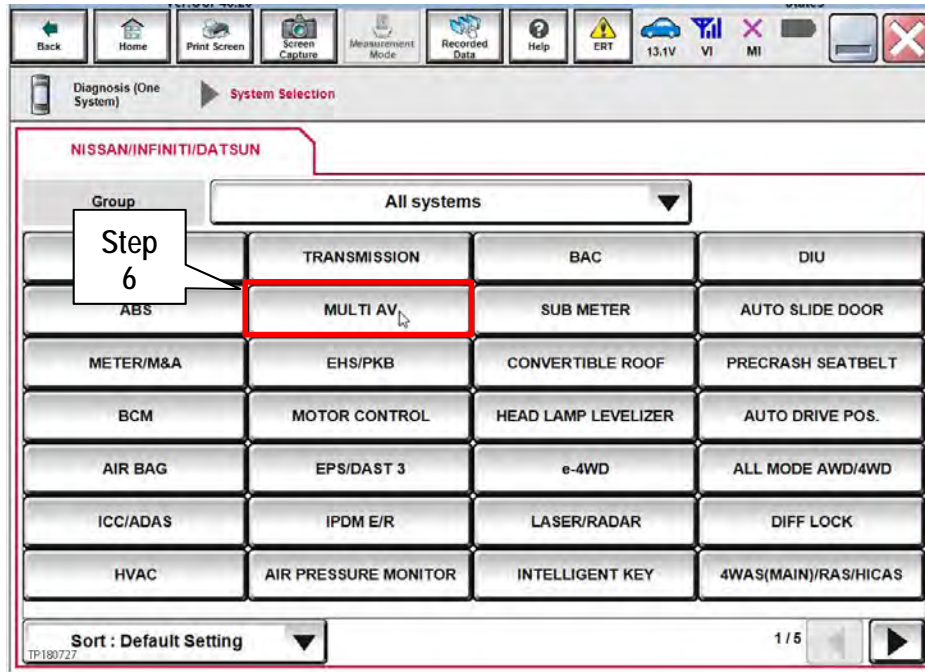 Back
Home
Print Screen
Screen Capture
Measurement Mode
Recorded Data
Help
ERT
13.1V
VI
MI
Diagnosis (One System)
System Selection
NISSAN/INFINITI/DATSUN
Group
All systems
Step 6
TRANSMISSION
BAC
DIU
ABS
MULTI AV
SUB METER
AUTO SLIDE DOOR
METER/M&A
EHS/PKB
CONVERTIBLE ROOF
PRECRASH SEATBELT
BCM
MOTOR CONTROL
HEAD LAMP LEVELIZER
AUTO DRIVE POS.
AIR BAG
EPS/DAST 3
e-4WD
ALL MODE AWD/4WD
ICC/ADAS
IPDM E/R
LASER/RADAR
DIFF LOCK
HVAC
AIR PRESSURE MONITOR
INTELLIGENT KEY
4WAS(MAIN)/RAS/HICAS
Sort : Default Setting
1/5
TP180727